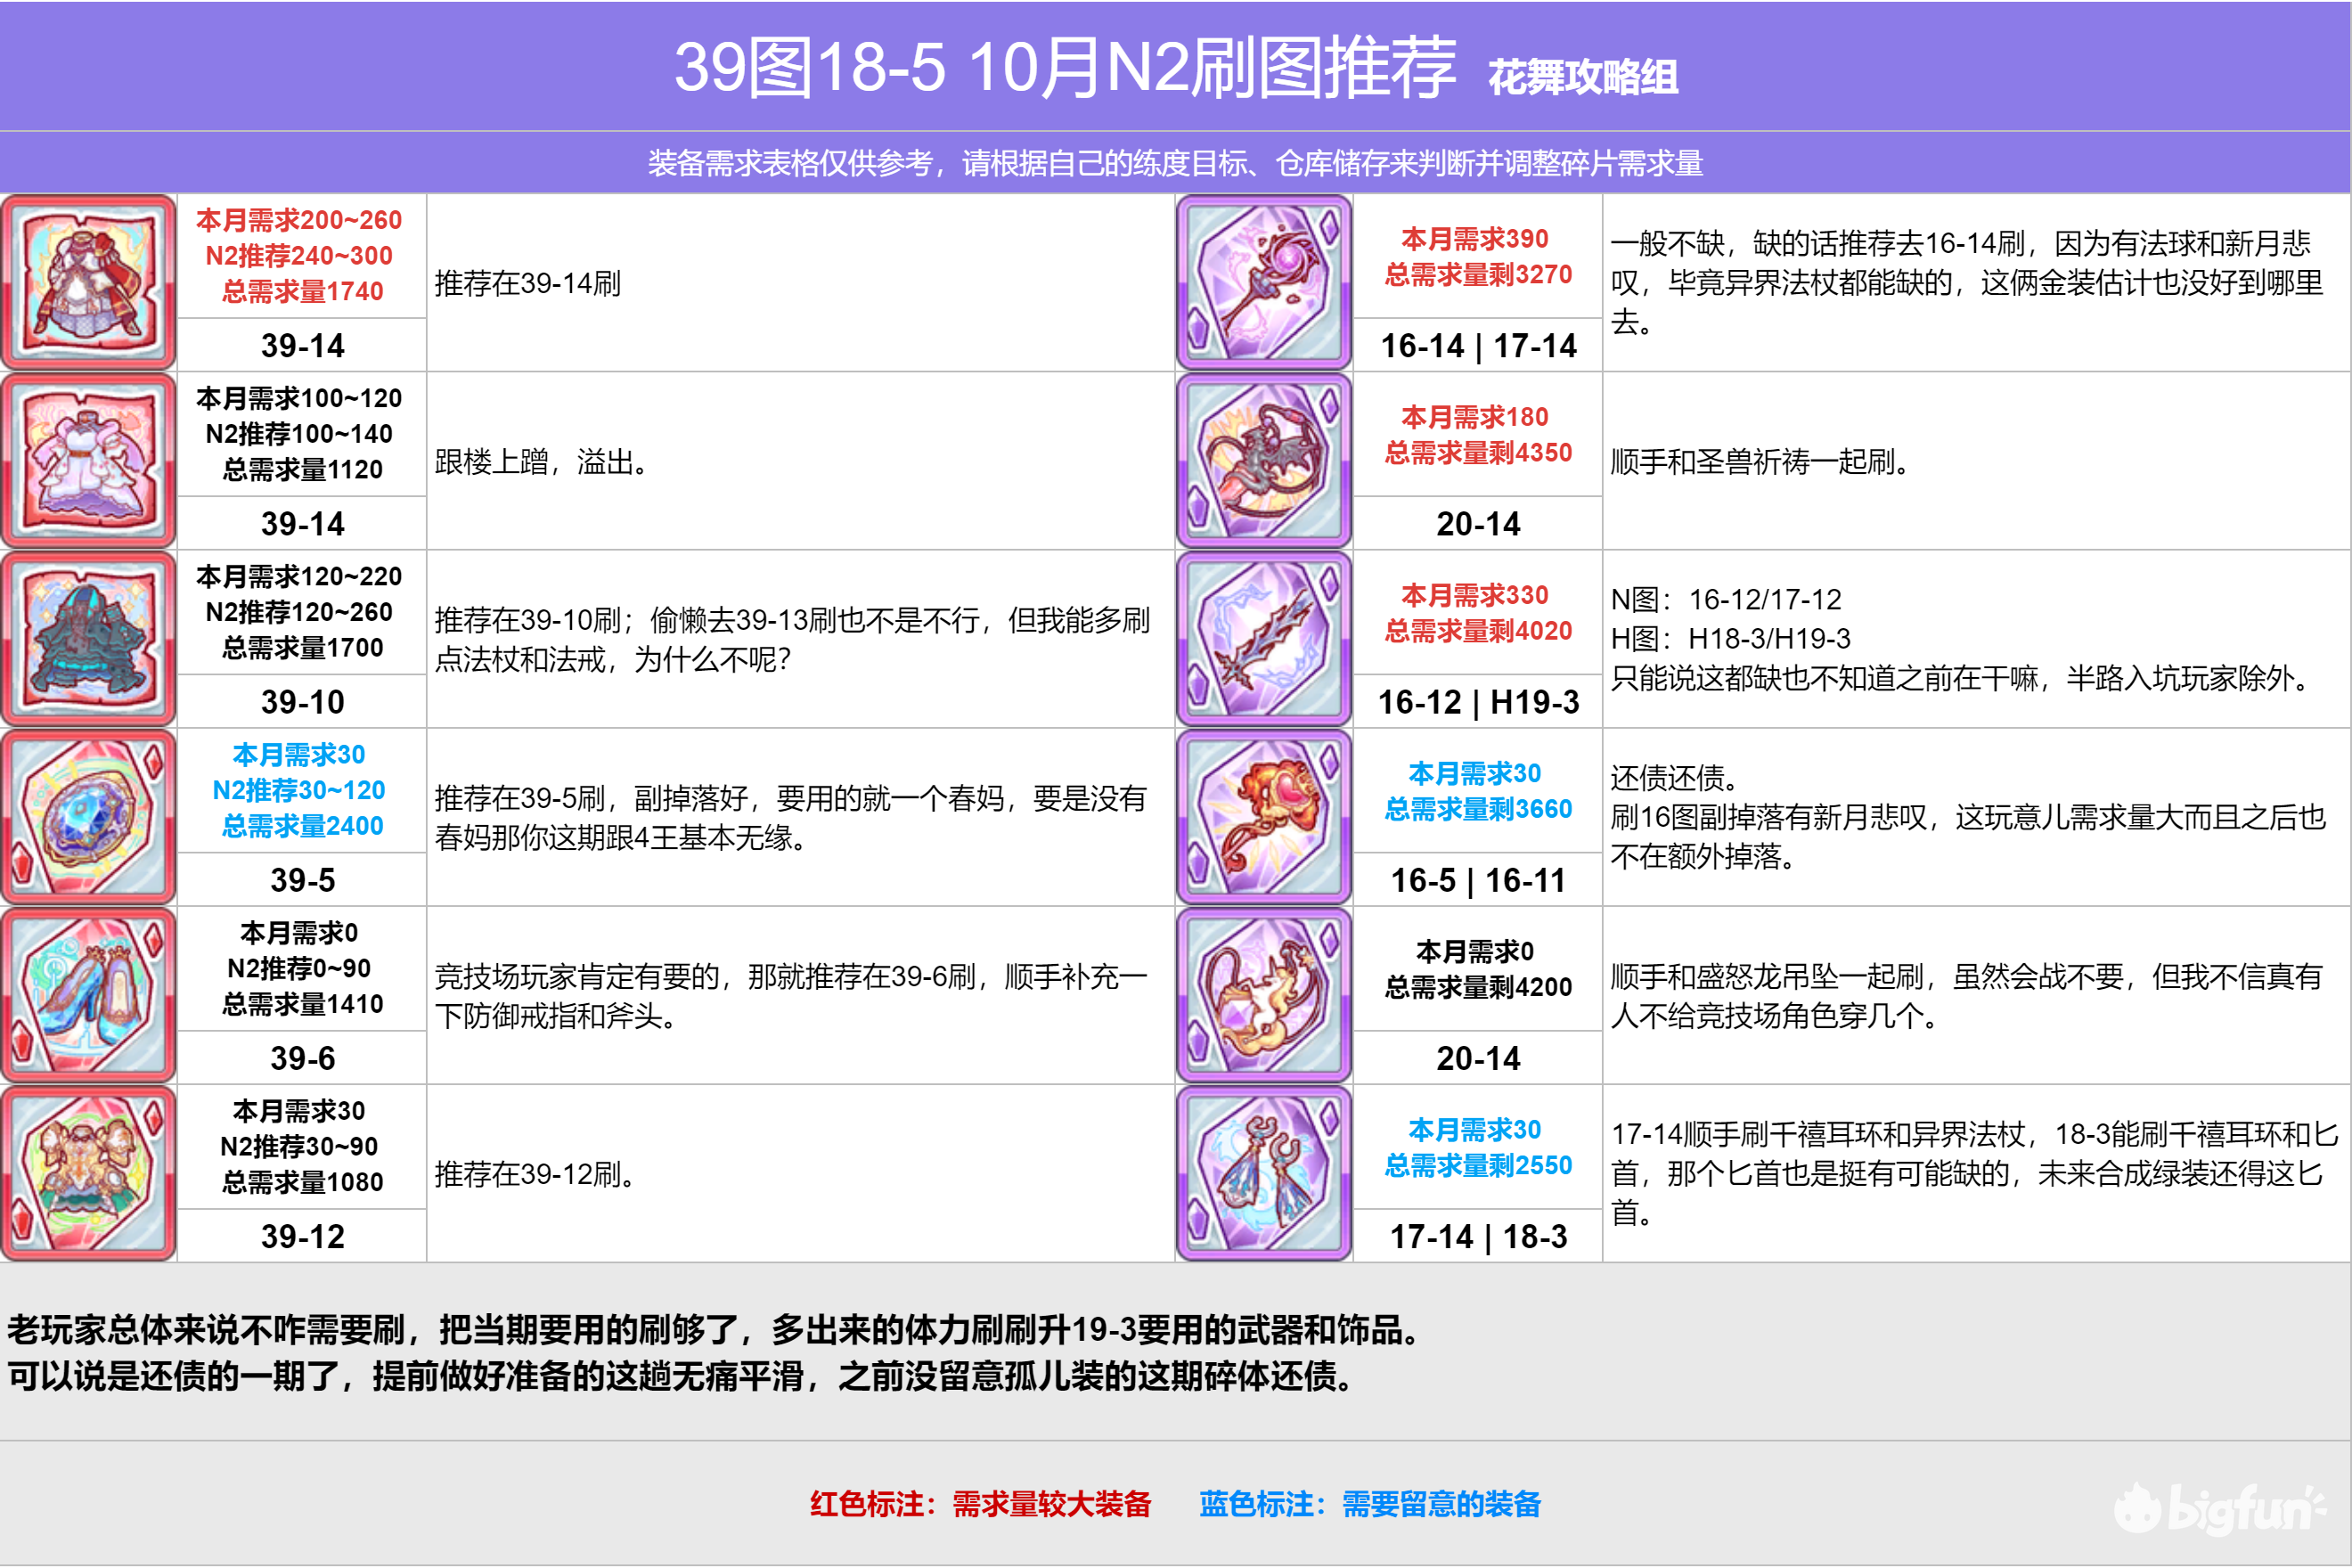 39图18-5 10月N2刷图推荐 花舞攻略组
装备需求表格仅供参考，请根据自己的练度目标、仓库储存来判断并调整碎片需求量
本月需求200~260
N2推荐240~300
总需求量1740
39-14
推荐在39-14刷
本月需求390
总需求量剩3270
16-14 | 17-14
一般不缺，缺的话推荐去16-14刷，因为有法球和新月悲
叹，毕竟异界法杖都能缺的，这俩金装估计也没好到哪里
去。
本月需求100~120
N2推荐100~140
总需求量1120
39-14
跟楼上蹭，溢出。
本月需求180
总需求量剩4350
20-14
顺手和圣兽祈祷一起刷。
本月需求120~220
N2推荐120~260
总需求量1700
39-10
推荐在39-10刷；偷懒去39-13刷也不是不行，但我能多刷
点法杖和法戒，为什么不呢？
本月需求330
总需求量剩4020
16-12 | H19-3
N图：16-12/17-12
H图：H18-3/H19-3
只能说这都缺也不知道之前在干嘛，半路入坑玩家除外。
本月需求30
N2推荐30~120
总需求量2400
39-5
推荐在39-5刷，副掉落好，要用的就一个春妈，要是没有
春妈那你这期跟4王基本无缘。
本月需求30
总需求量剩3660
16-5 | 16-11
还债还债。
刷16图副掉落有新月悲叹，这玩意儿需求量大而且之后也
不在额外掉落。
本月需求0
N2推荐0~90
总需求量1410
39-6
竞技场玩家肯定有要的，那就推荐在39-6刷，顺手补充一
下防御戒指和斧头。
本月需求0
总需求量剩4200
20-14
顺手和盛怒龙吊坠一起刷，虽然会战不要，但我不信真有
人不给竞技场角色穿几个。
本月需求30
N2推荐30~90
总需求量1080
39-12
推荐在39-12刷。
本月需求30
总需求量剩2550
17-14 | 18-3
17-14顺手刷千禧耳环和异界法杖，18-3能刷千禧耳环和匕
首，那个匕首也是挺有可能缺的，未来合成绿装还得这匕
首。
老玩家总体来说不咋需要刷，把当期要用的刷够了，多出来的体力刷刷升19-3要用的武器和饰品。
可以说是还债的一期了，提前做好准备的这趟无痛平滑，之前没留意孤儿装的这期碎体还债。
红色标注：需求量较大装备 蓝色标注：需要留意的装备
bigfun